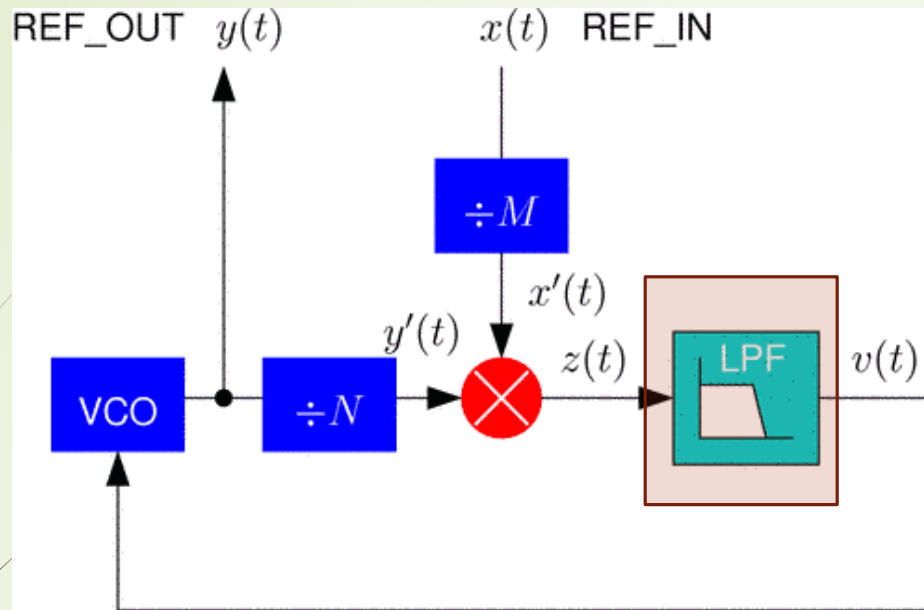 REF_OUT y(t) x(t) REF_IN
÷M
x'(t)
y'(t) z(t) LPF v(t)
VCO ÷N